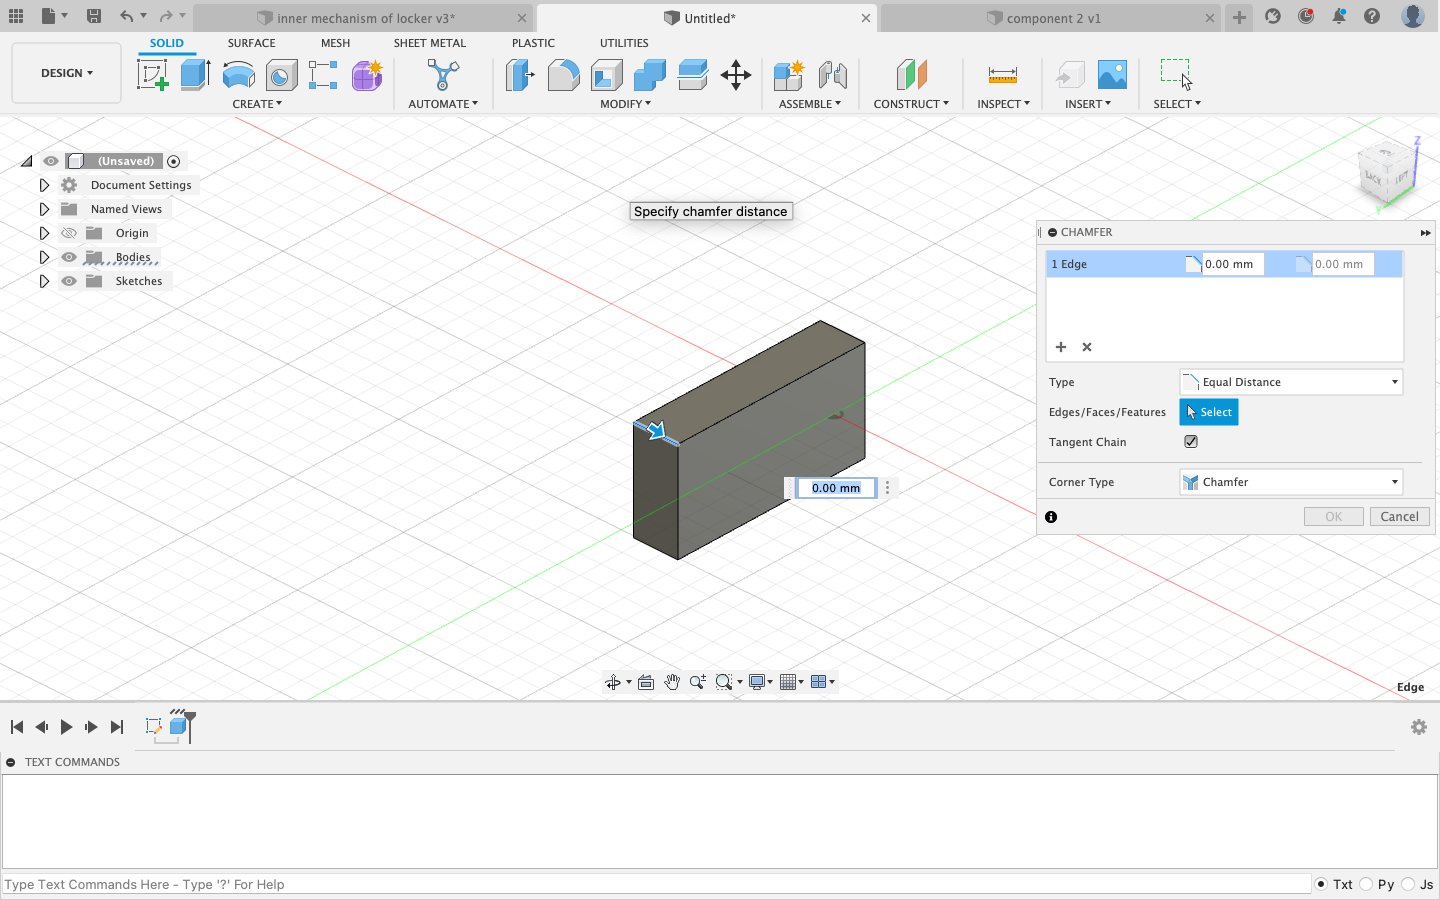 inner mechanism of locker v3*
Untitled*
component 2 v1
SOLID
SURFACE
MESH
SHEET METAL
PLASTIC
UTILITIES
DESIGN
CREATE
AUTOMATE
MODIFY
ASSEMBLE
CONSTRUCT
INSPECT
INSERT
SELECT
(Unsaved)
Document Settings
Named Views
Origin
Bodies
Sketches
Specify chamfer distance
Z
BACK
LEFT
Y
CHAMFER
1 Edge
0.00 mm
0.00 mm
Type
Equal Distance
Edges/Faces/Features
Select
Tangent Chain
Corner Type
Chamfer
OK
Cancel
0.00 mm
Edge
TEXT COMMANDS
Type Text Commands Here - Type '?' For Help
Txt
Py
Js